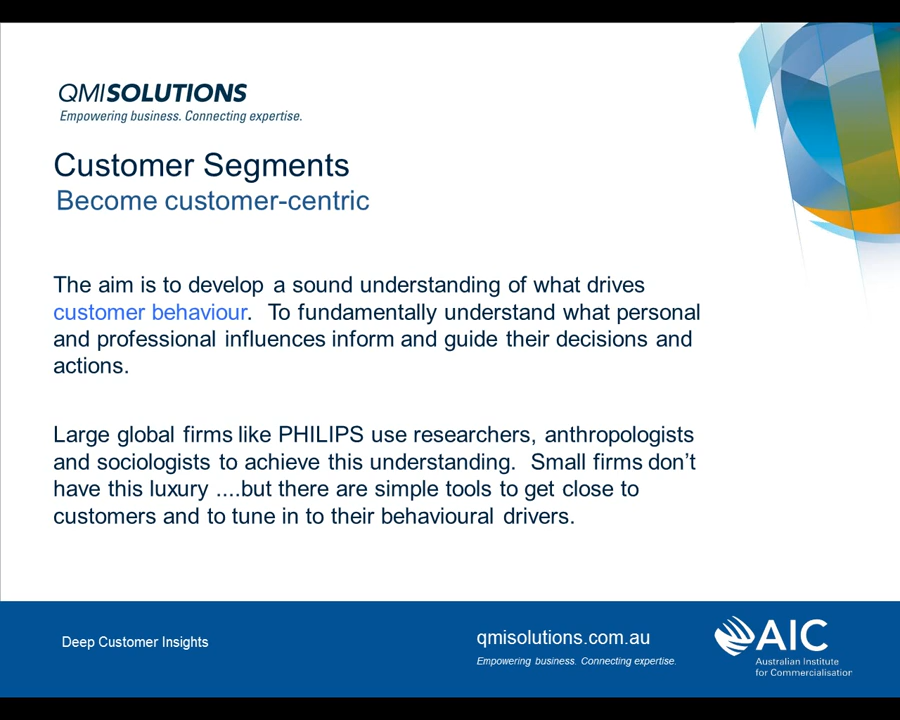 QMISOLUTIONS
Empowering business. Connecting expertise.
Customer Segments
Become customer-centric
The aim is to develop a sound understanding of what drives
customer behaviour. To fundamentally understand what personal
and professional influences inform and guide their decisions and
actions.
Large global firms like PHILIPS use researchers, anthropologists
and sociologists to achieve this understanding. Small firms don’t
have this luxury ....but there are simple tools to get close to
customers and to tune in to their behavioural drivers.
Deep Customer Insights
qmisolutions.com.au
Empowering business. Connecting expertise.
AIC
Australian Institute
for Commercialisation